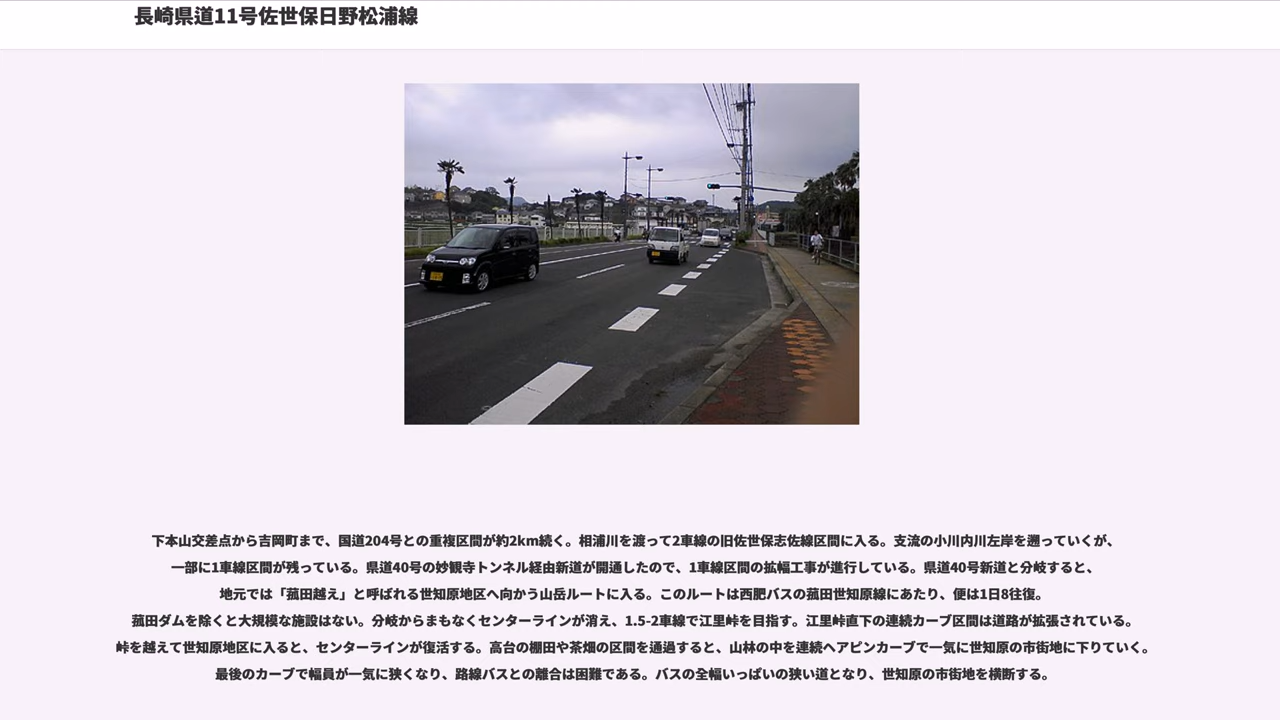 長崎県道11号佐世保日野松浦線
下本山交差点から吉岡町まで、国道204号との重複区間が約2km続く。相浦川を渡って2車線の旧佐世保志佐線区間に入る。支流の小川内川左岸を遡っていくが、
一部に1車線区間が残っている。県道40号の妙観寺トンネル経由新道が開通したので、1車線区間の拡幅工事が進行している。県道40号新道と分岐すると、
地元では「菰田越え」と呼ばれる世知原地区へ向かう山岳ルートに入る。このルートは西肥バスの菰田世知原線にあたり、便は1日8往復。
菰田ダムを除くと大規模な施設はない。分岐からまもなくセンターラインが消え、1.5-2車線で江里峠を目指す。江里峠直下の連続カーブ区間は道路が拡張されている。
峠を越えて世知原地区に入ると、センターラインが復活する。高台の棚田や茶畑の区間を通過すると、山林の中を連続ヘアピンカーブで一気に世知原の市街地に下りていく。
最後のカーブで幅員が一気に狭くなり、路線バスとの離合は困難である。バスの全幅いっぱいの狭い道となり、世知原の市街地を横断する。